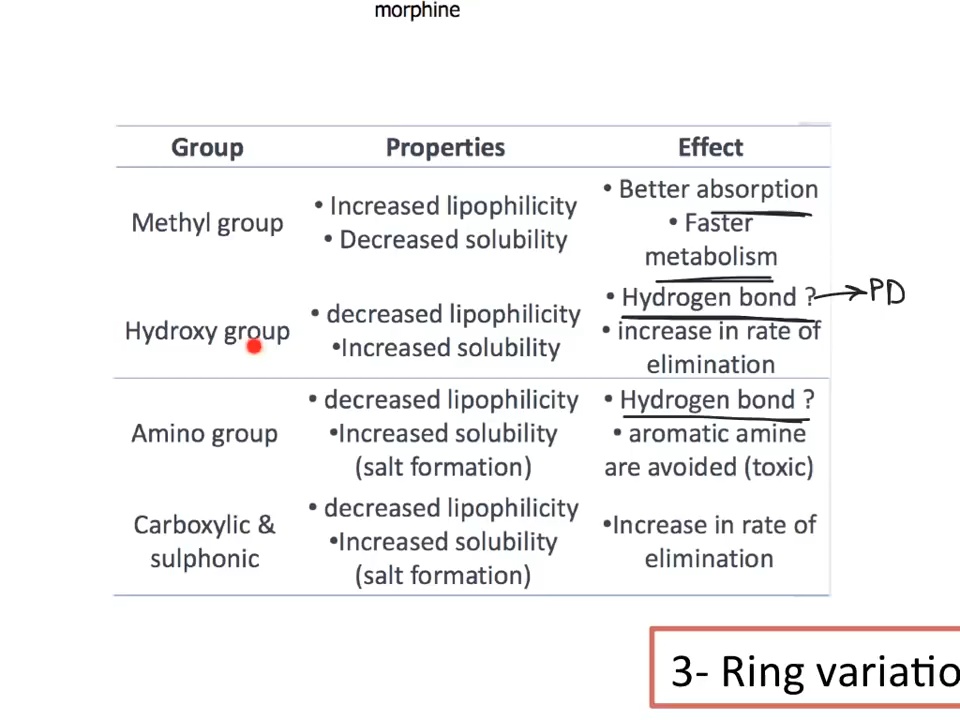 morphine
Group Properties Effect
Methyl group
• Increased lipophilicity
• Decreased solubility
• Better absorption
• Faster
metabolism
Hydroxy group
• decreased lipophilicity
•Increased solubility
• Hydrogen bond ? → PD
• increase in rate of
elimination
Amino group
• decreased lipophilicity
•Increased solubility
(salt formation)
• Hydrogen bond ?
• aromatic amine
are avoided (toxic)
Carboxylic &
sulphonic
• decreased lipophilicity
•Increased solubility
(salt formation)
•Increase in rate of
elimination
3- Ring variatio